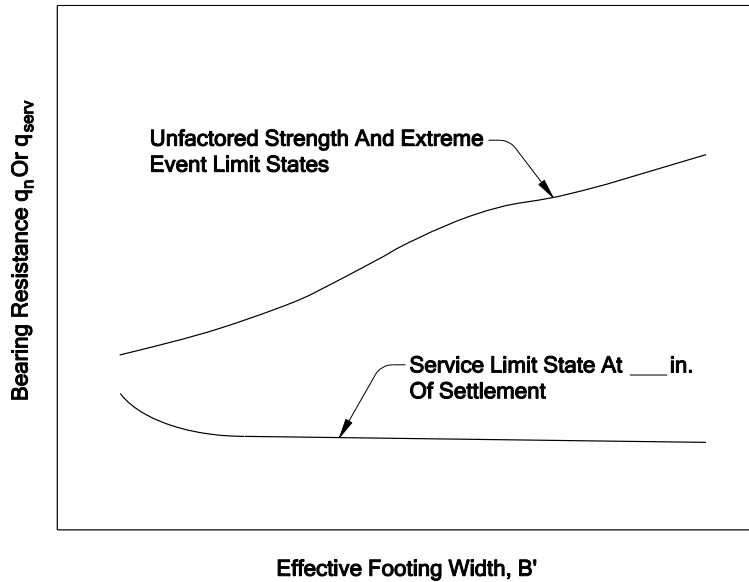 Bearing Resistance qn Or qserv
Unfactored Strength And Extreme
Event Limit States
Service Limit State At ____ in.
Of Settlement
Effective Footing Width, B'